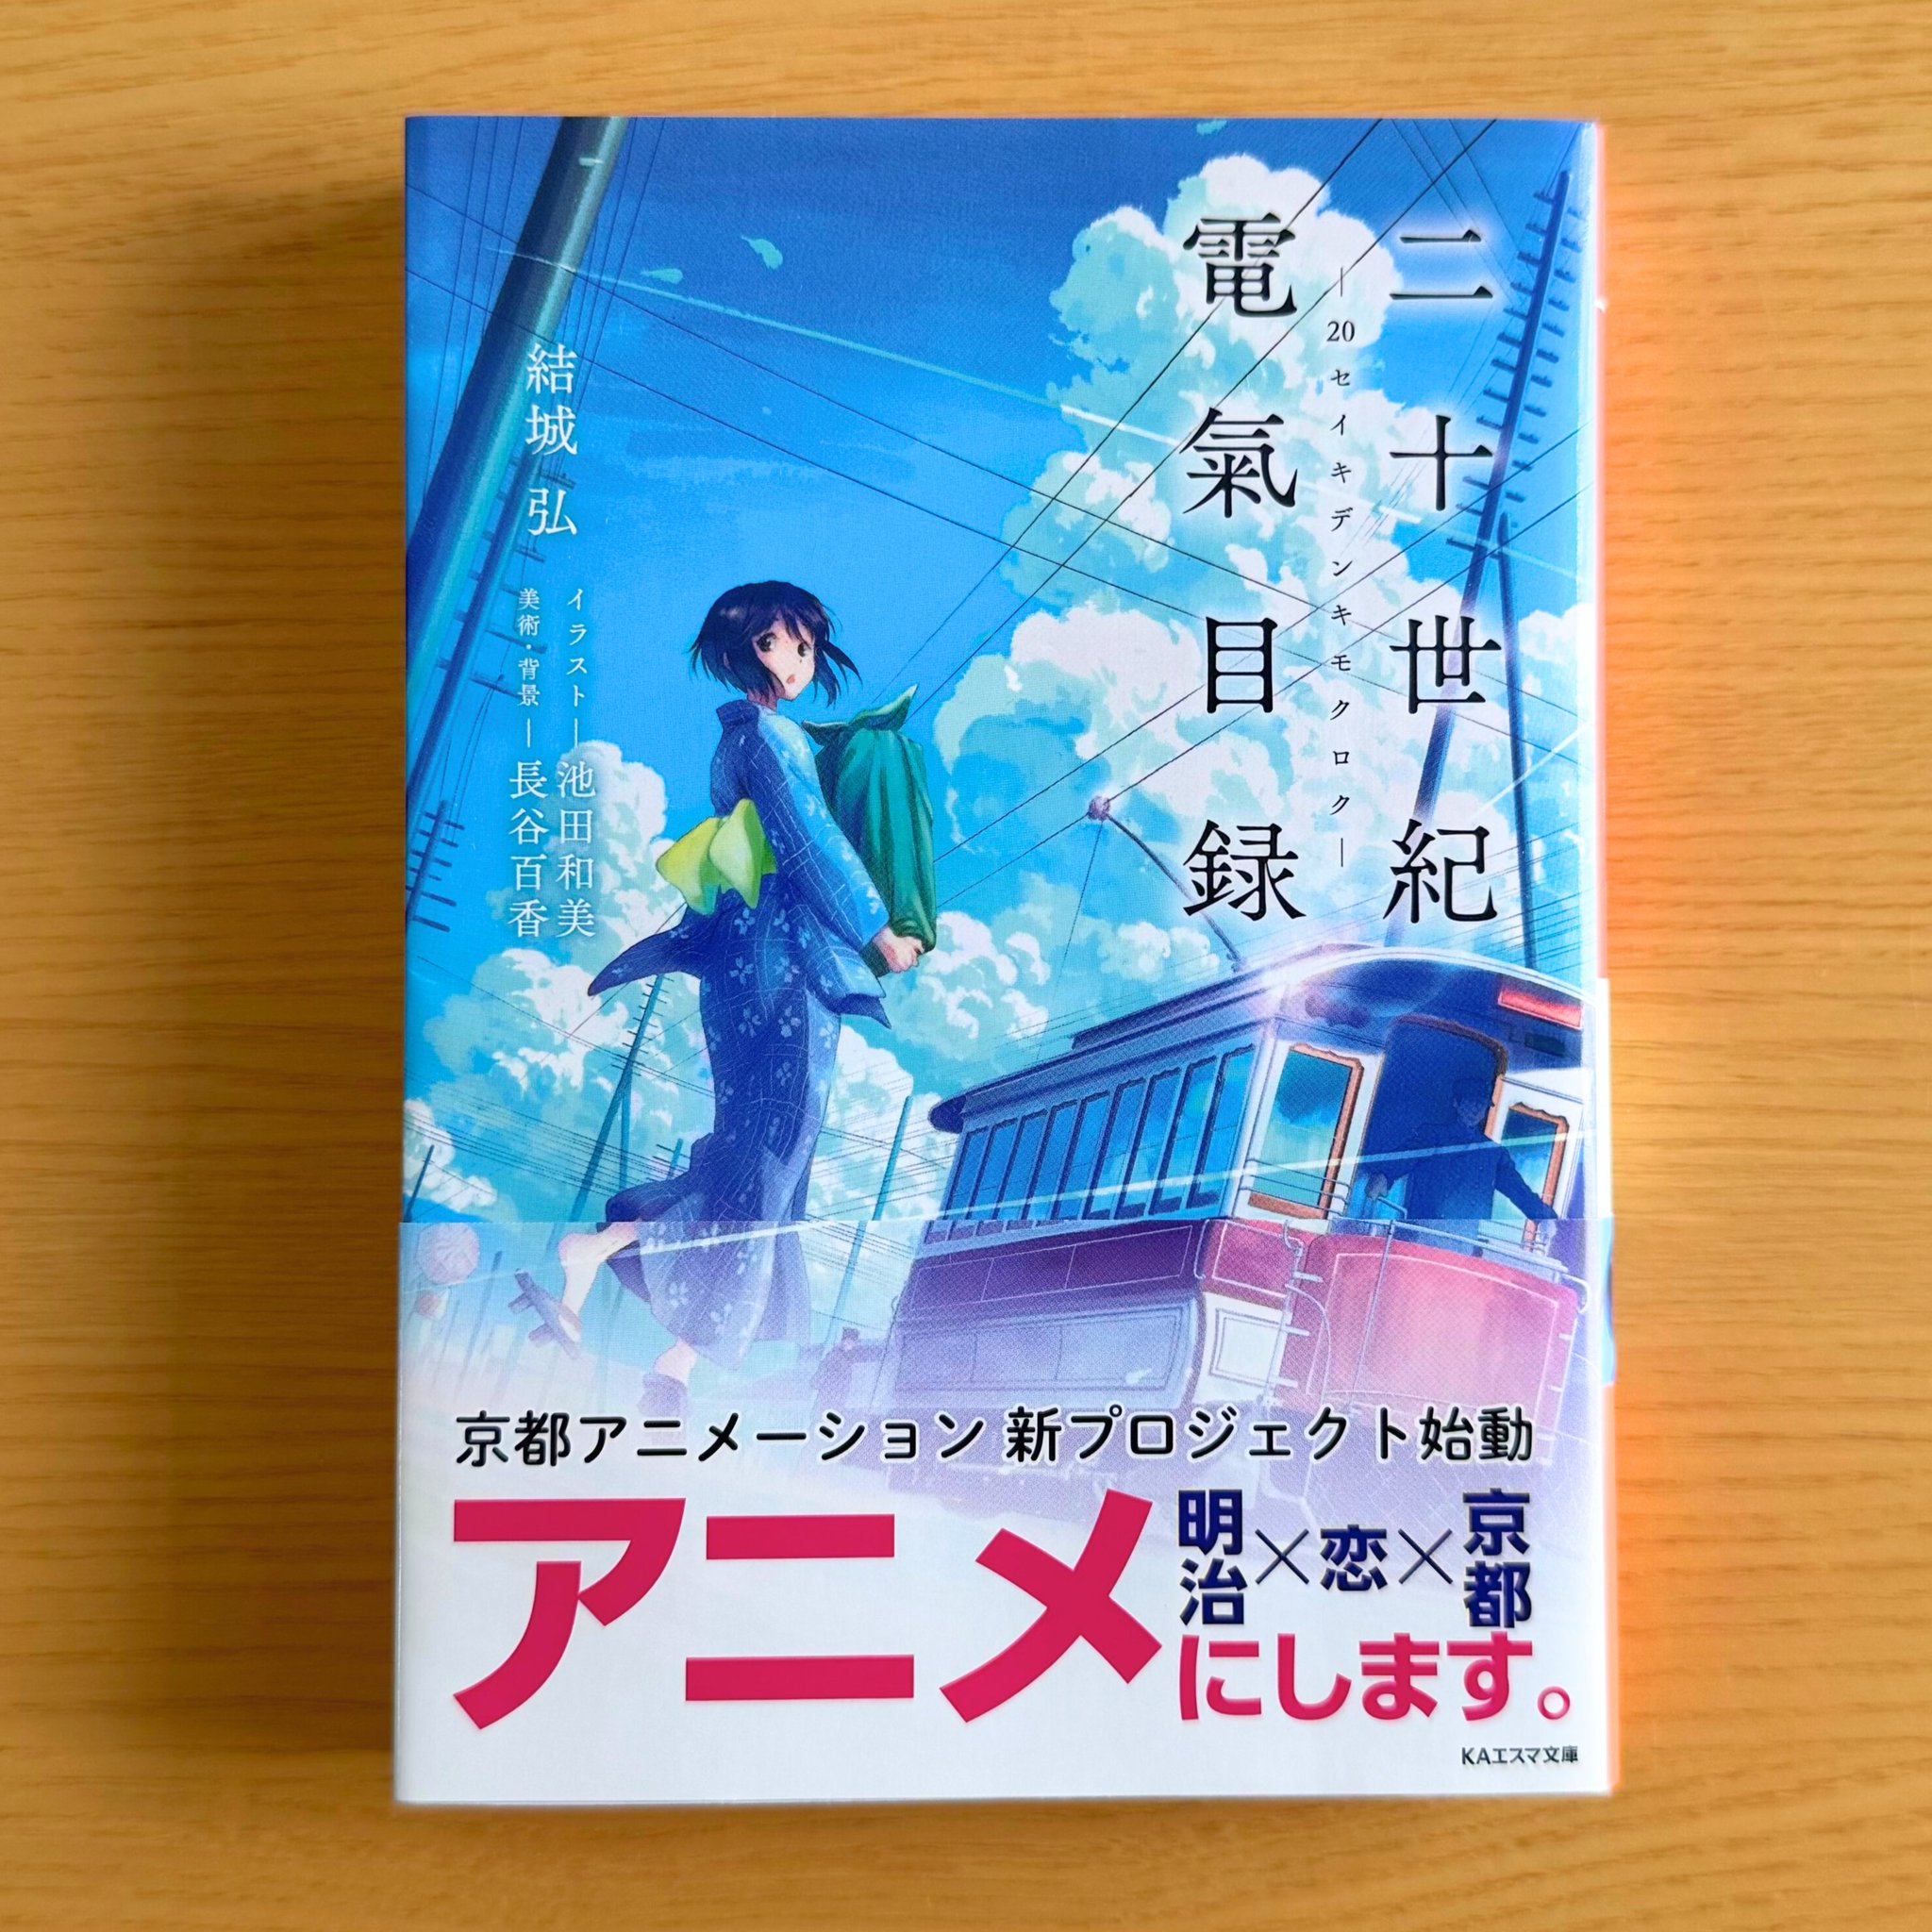 二十世紀
―20セイキデンキモクロク―
電氣目録
結城 弘
イラスト―池田和美
美術・背景―長谷百香
京都アニメーション 新プロジェクト始動
明治×恋×京都
アニメにします。
KAエスマ文庫